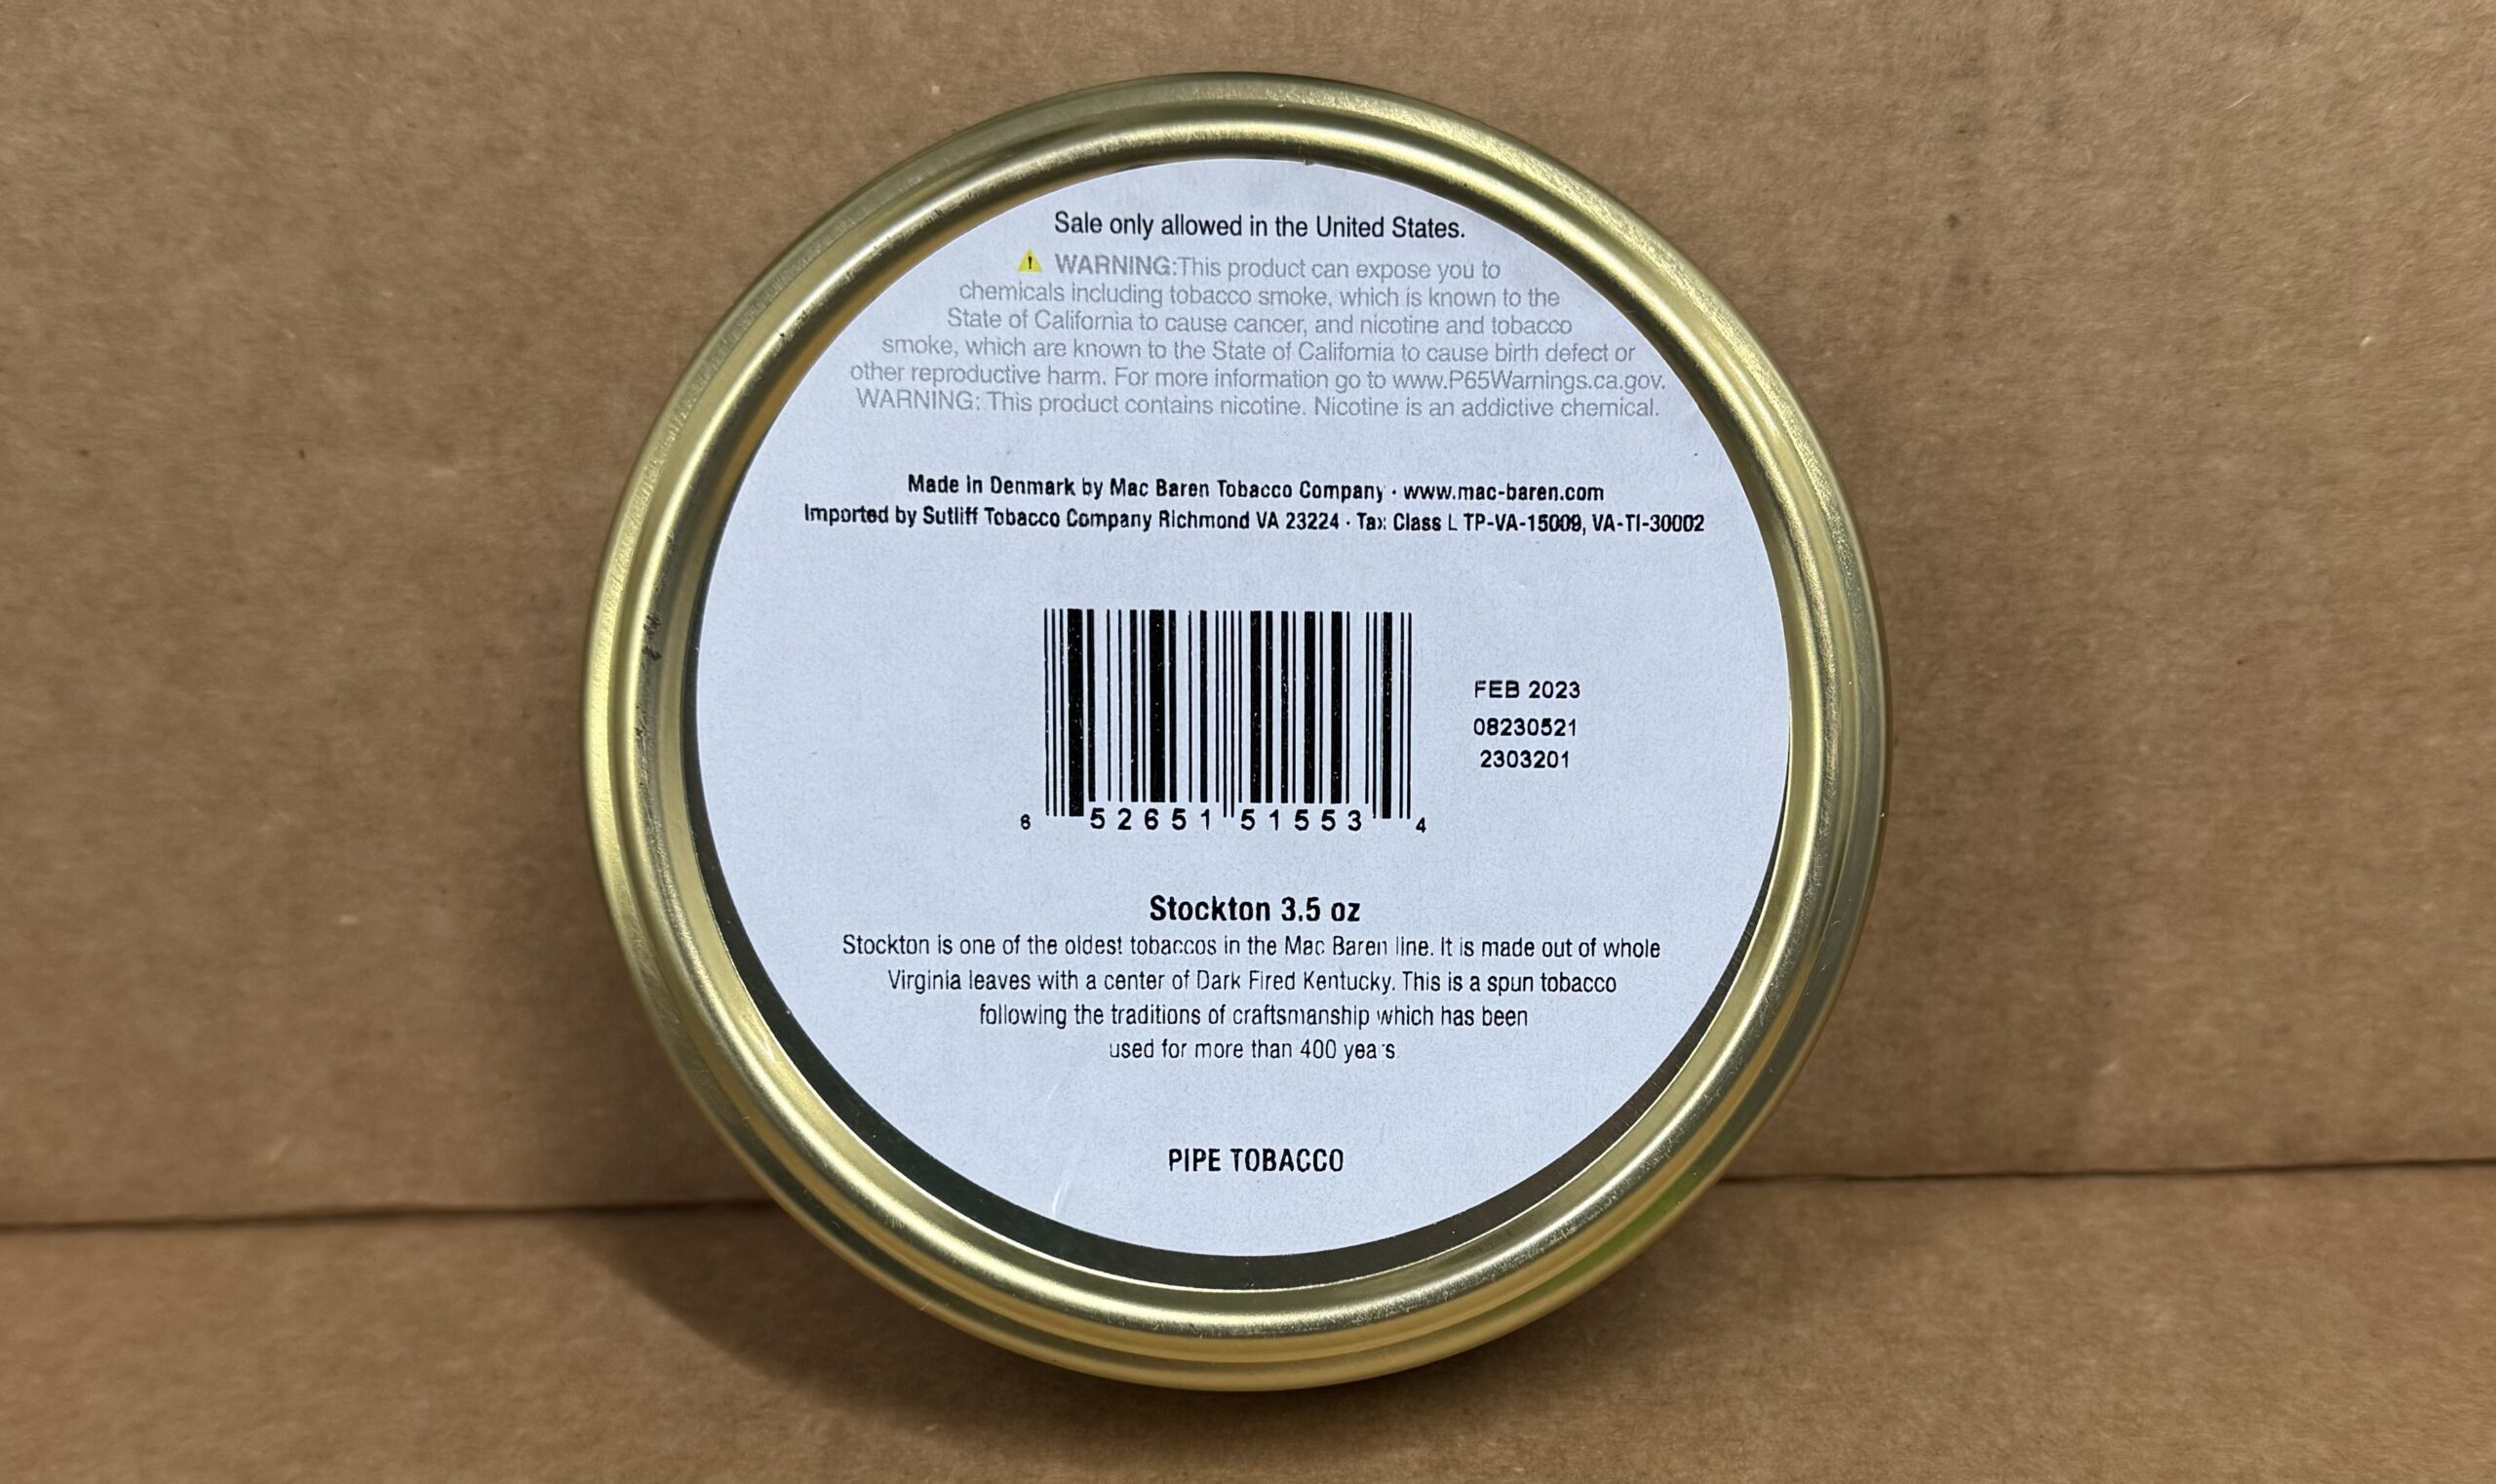 Sale only allowed in the United States.
WARNING:This product can expose you to
chemicals including tobacco smoke, which is known to the
State of California to cause cancer, and nicotine and tobacco
smoke, which are known to the State of California to cause birth defect or
other reproductive harm. For more information go to www.P65Warnings.ca.gov.
WARNING: This product contains nicotine. Nicotine is an addictive chemical.
Made in Denmark by Mac Baren Tobacco Company · www.mac-baren.com
Imported by Sutliff Tobacco Company Richmond VA 23224 · Tax Class L TP-VA-15009, VA-TI-30002
FEB 2023
08230521
2303201
6 52651 51553 4
Stockton 3.5 oz
Stockton is one of the oldest tobaccos in the Mac Baren line. It is made out of whole
Virginia leaves with a center of Dark Fired Kentucky. This is a spun tobacco
following the traditions of craftsmanship which has been
used for more than 400 years
PIPE TOBACCO